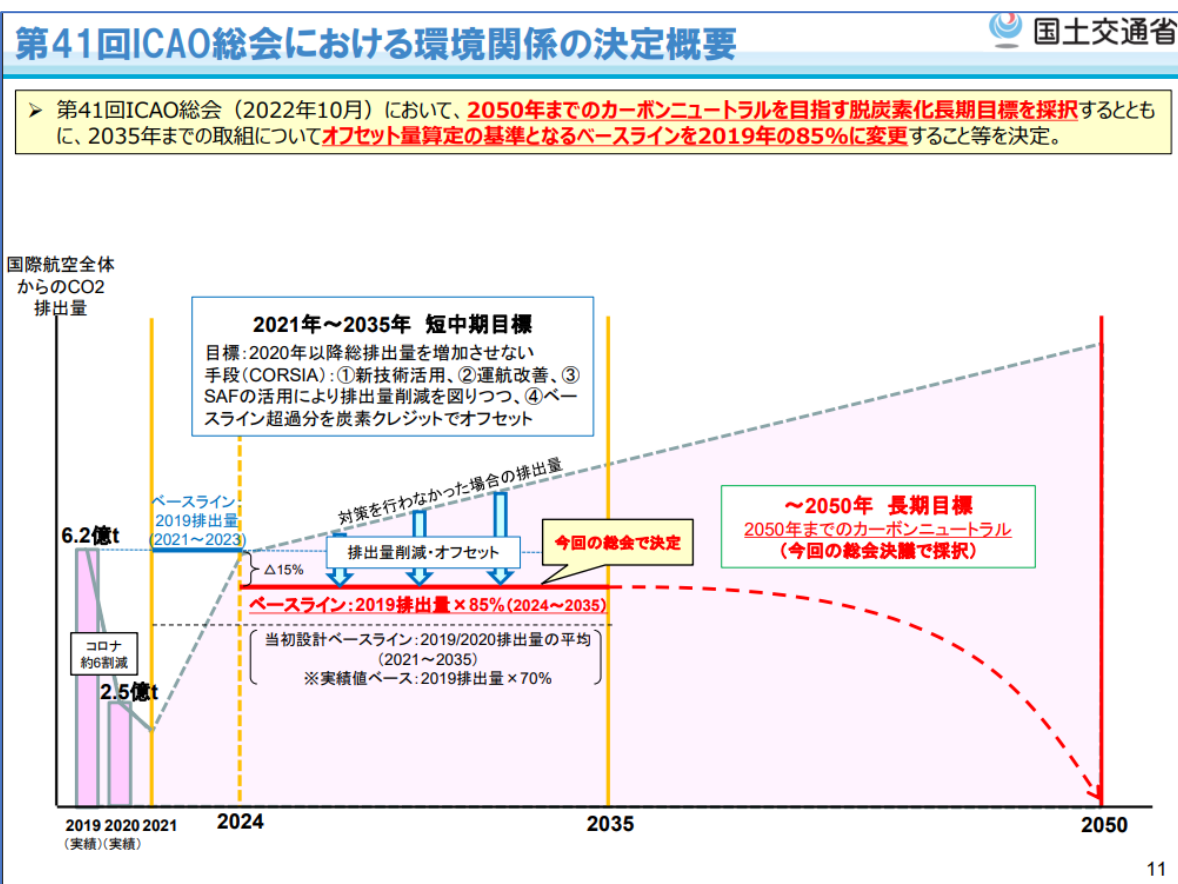 第41回ICAO総会における環境関係の決定概要
国土交通省
➢ 第41回ICAO総会（2022年10月）において、2050年までのカーボンニュートラルを目指す脱炭素化長期目標を採択するととも
に、2035年までの取組についてオフセット量算定の基準となるベースラインを2019年の85%に変更すること等を決定。
国際航空全体
からのCO2
排出量
2021年～2035年 短中期目標
目標：2020年以降総排出量を増加させない
手段（CORSIA）：①新技術活用、②運航改善、③
SAFの活用により排出量削減を図りつつ、④ベー
スライン超過分を炭素クレジットでオフセット
対策を行わなかった場合の排出量
ベースライン：
2019排出量
(2021～2023)
6.2億t
排出量削減・オフセット
今回の総会で決定
△15%
～2050年 長期目標
2050年までのカーボンニュートラル
（今回の総会決議で採択）
ベースライン：2019排出量×85%(2024～2035)
当初設計ベースライン：2019/2020排出量の平均
(2021～2035)
※実績値ベース：2019排出量×70%
コロナ
約6割減
2.5億t
2019 2020 2021 2024 2035 2050
（実績）（実績）
11